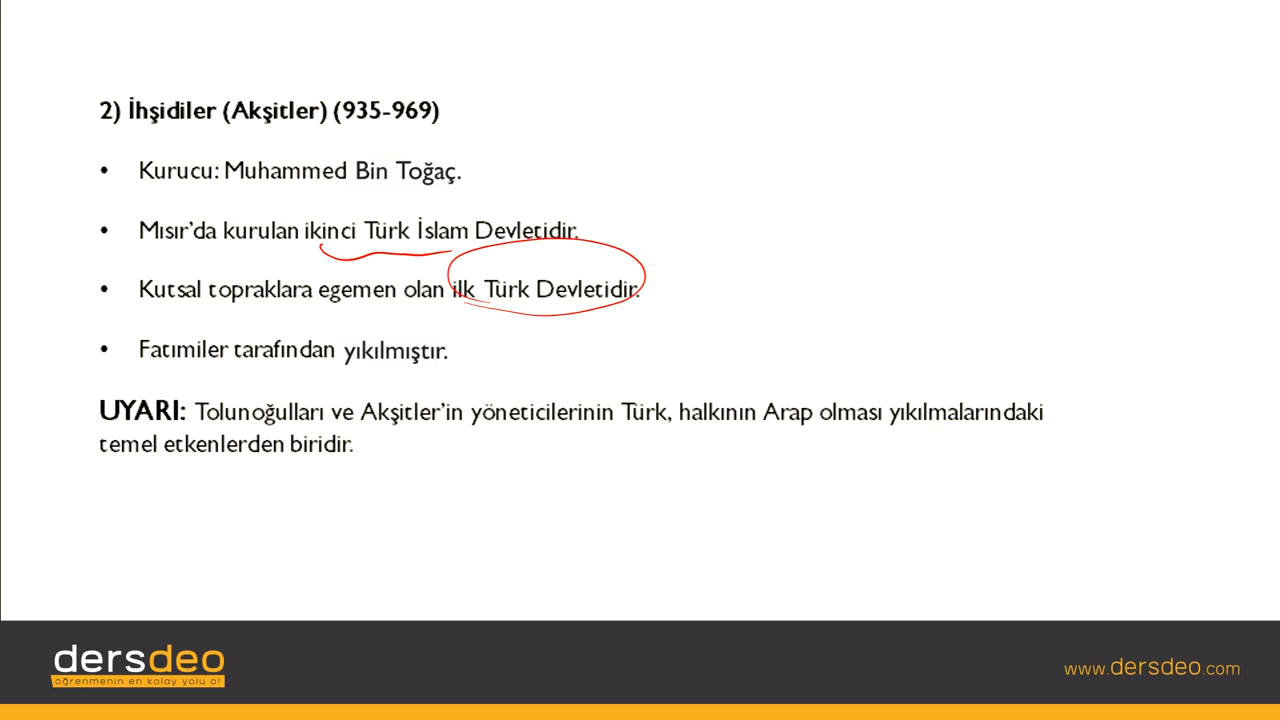 2) İhşidiler (Akşitler) (935-969)
• Kurucu: Muhammed Bin Toğaç.
• Mısır'da kurulan ikinci Türk İslam Devletidir.
• Kutsal topraklara egemen olan ilk Türk Devletidir.
• Fatımiler tarafından yıkılmıştır.
UYARI: Tolunoğulları ve Akşitler'in yöneticilerinin Türk, halkının Arap olması yıkılmalarındaki
temel etkenlerden biridir.
dersdeo
öğrenmenin en kolay yolu o!
www.dersdeo.com